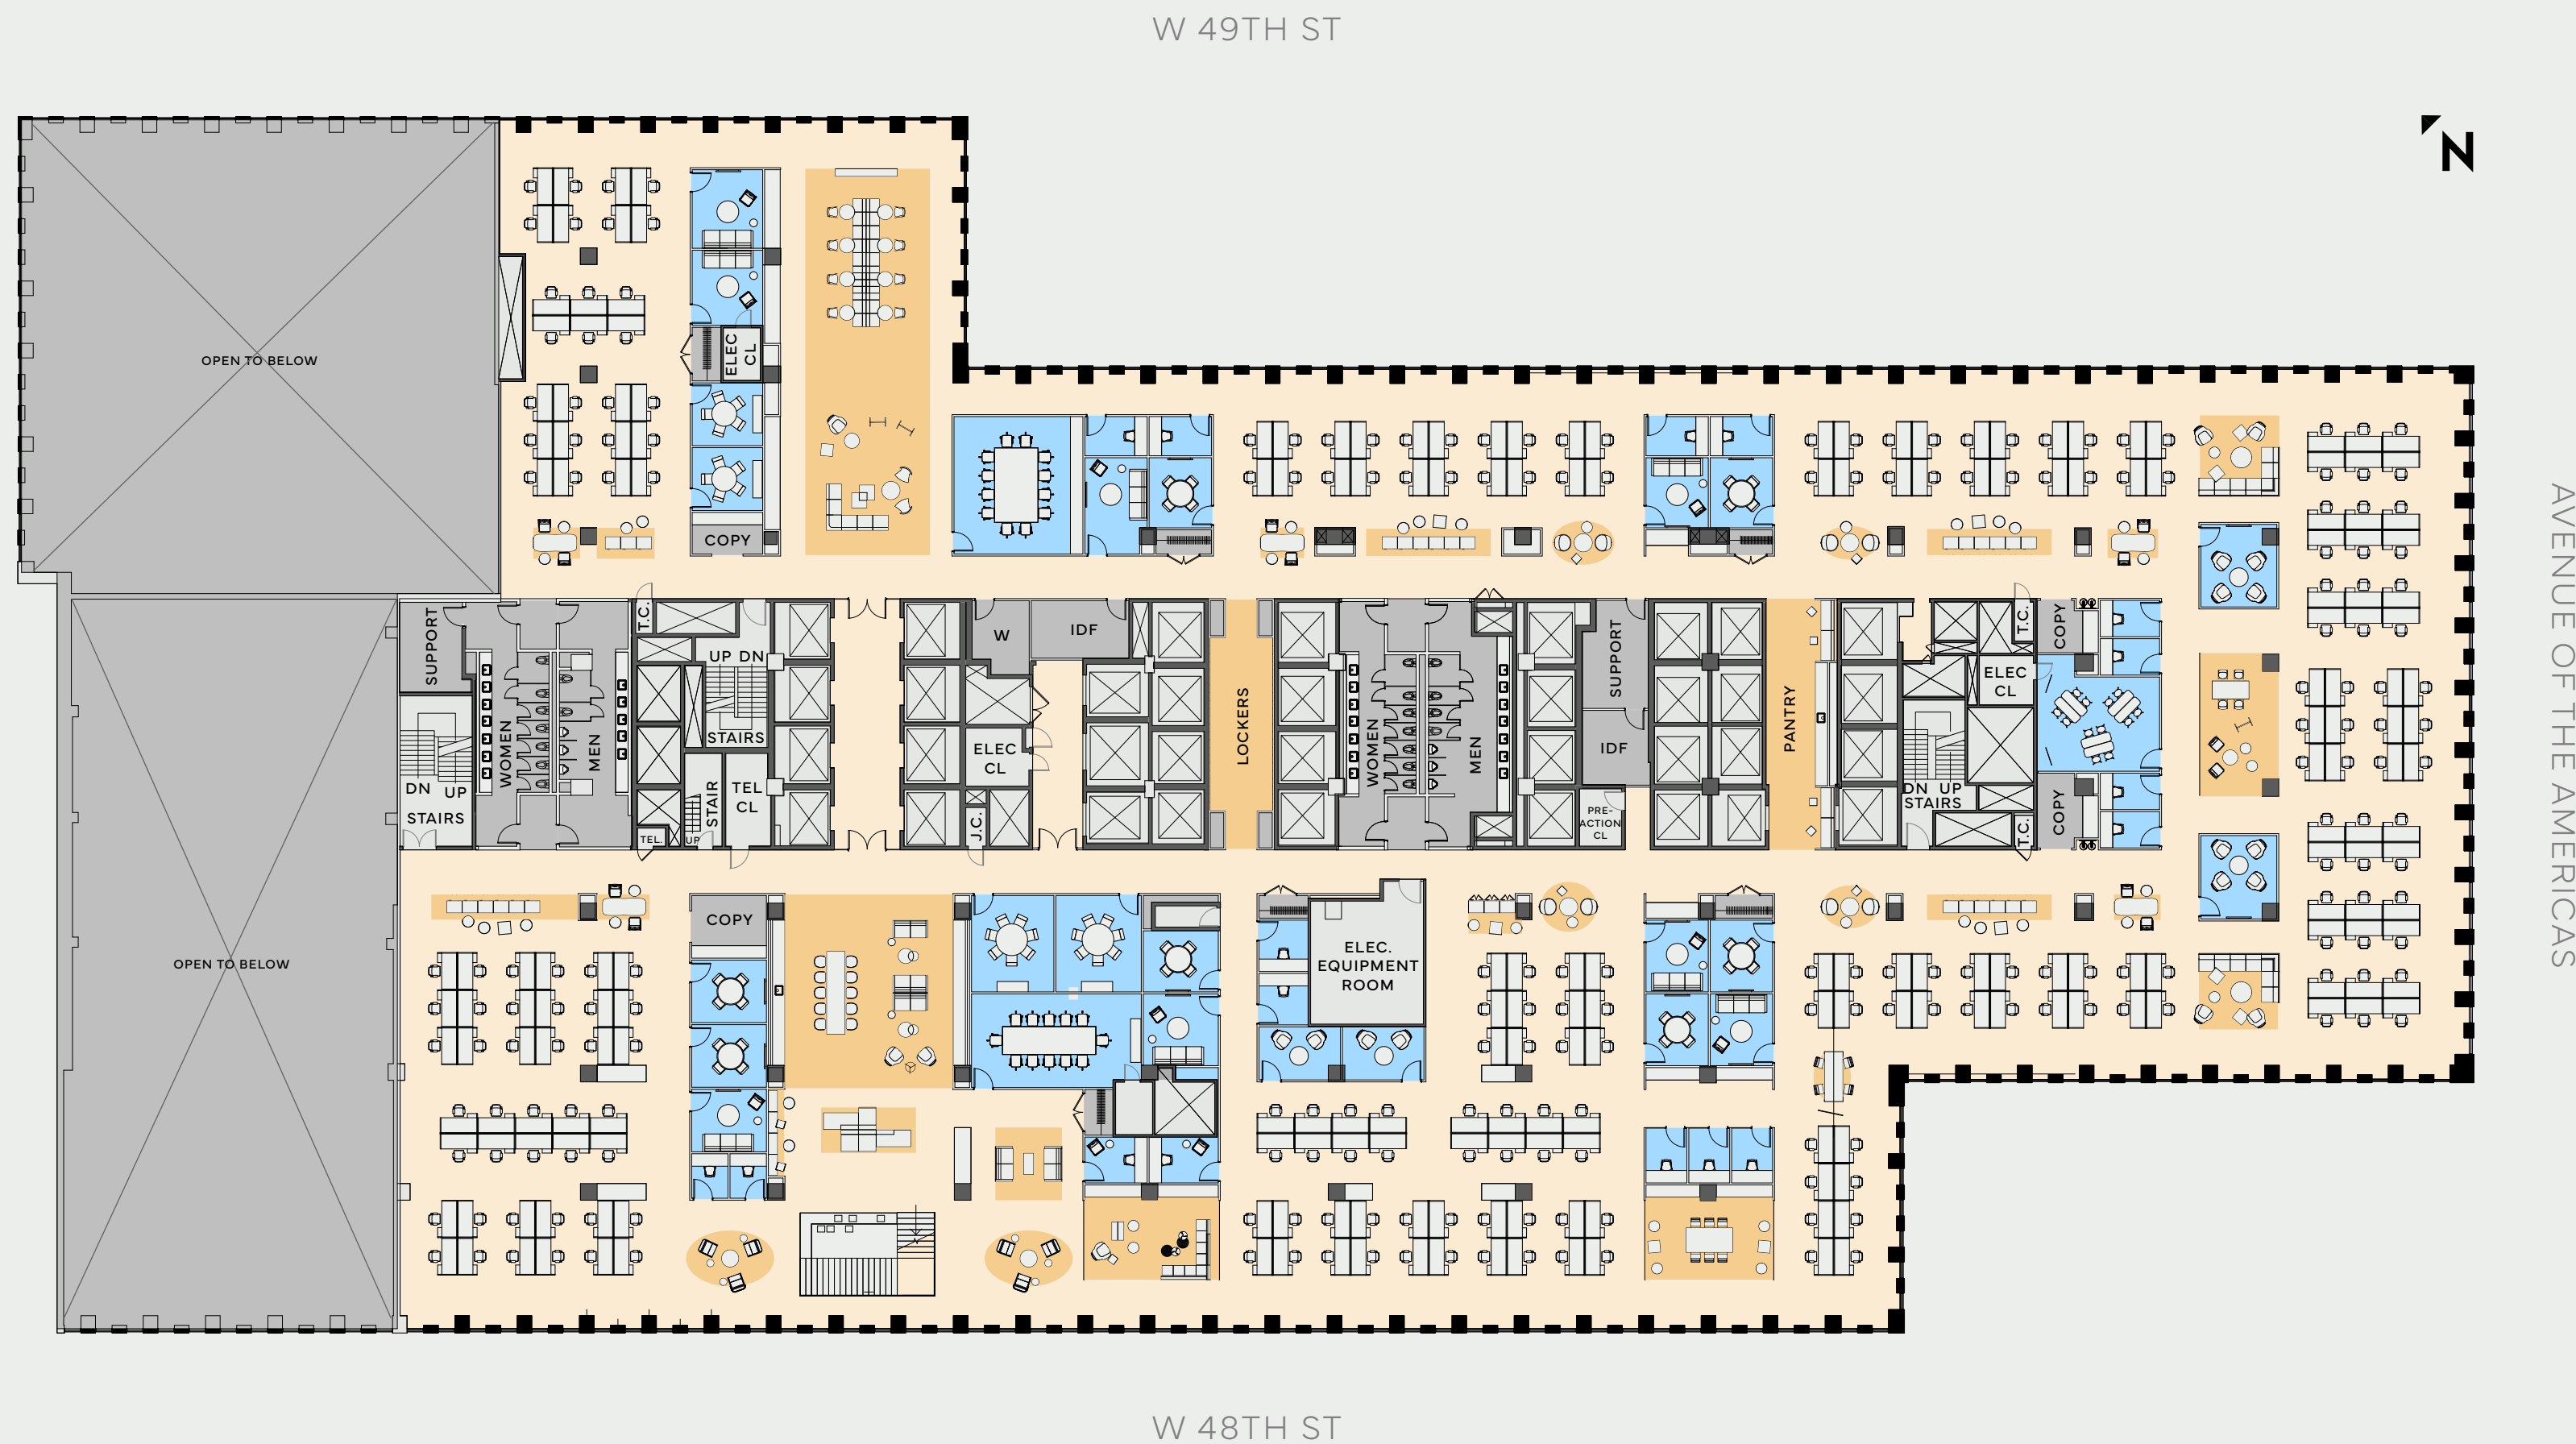 W 49TH ST
N
OPEN TO BELOW
ELEC
CL
COPY
AVENUE OF THE AMERICAS
SUPPORT
T.C.
UP DN
STAIRS
WOMEN
MEN
DN UP
STAIRS
STAIR
UP
TEL
CL
TEL.
W
IDF
ELEC
CL
J.C.
LOCKERS
WOMEN
MEN
SUPPORT
IDF
PRE-
ACTION
CL
PANTRY
T.C.
COPY
ELEC
CL
DN UP
STAIRS
T.C.
COPY
OPEN TO BELOW
COPY
ELEC.
EQUIPMENT
ROOM
W 48TH ST